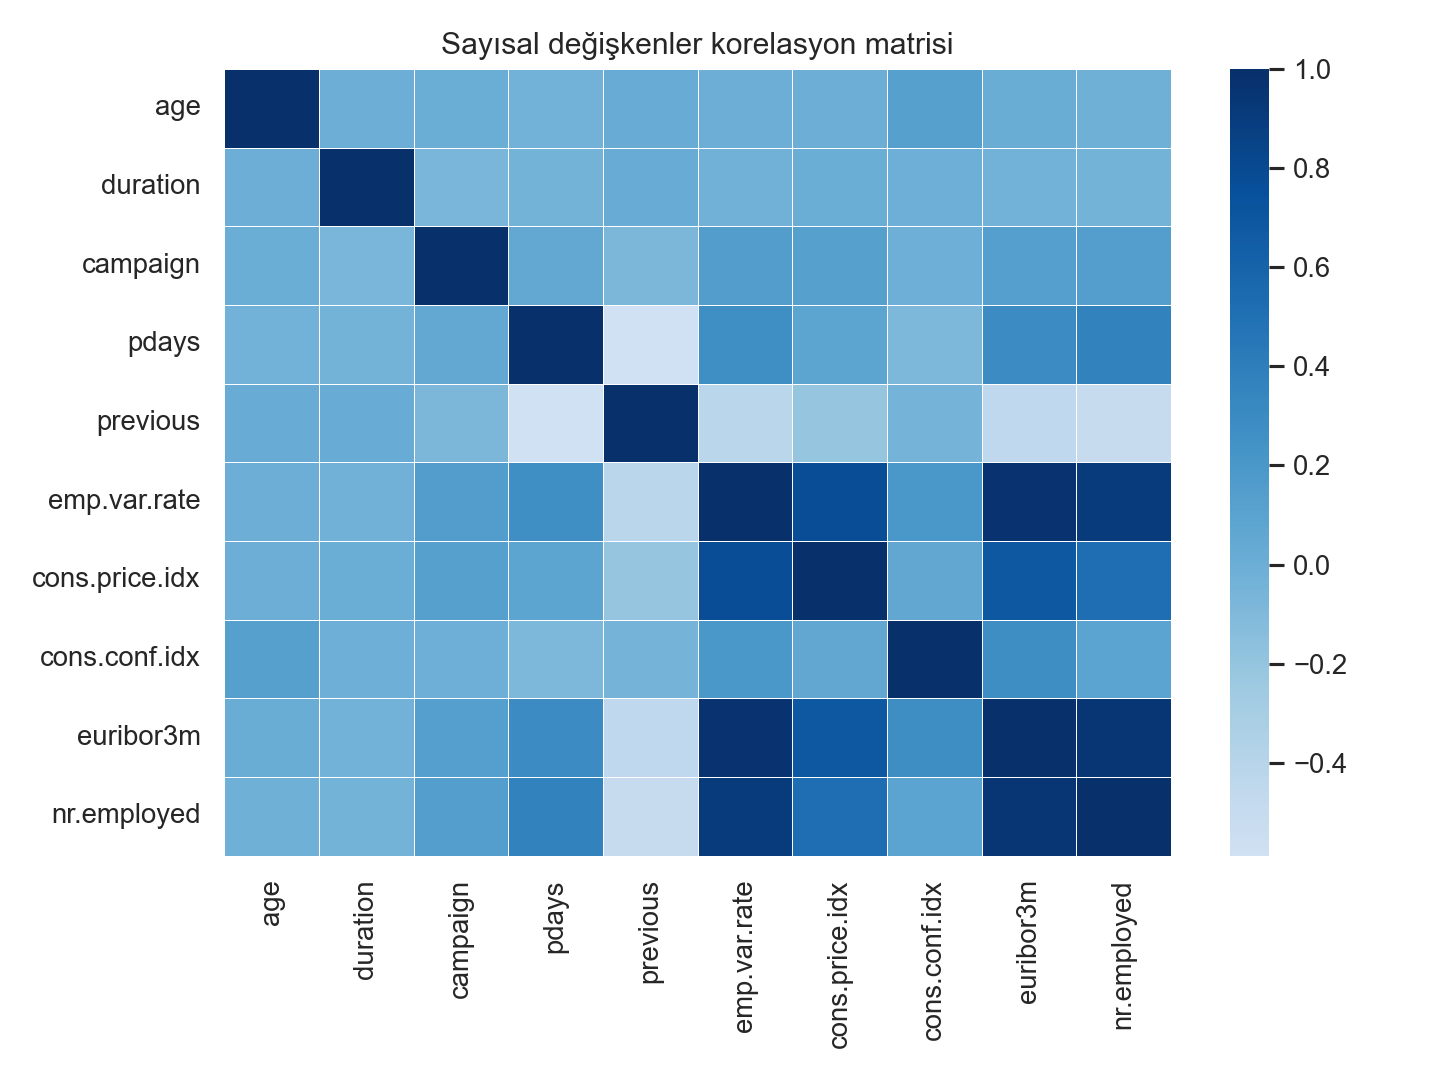 Sayısal değişkenler korelasyon matrisi
age
duration
campaign
pdays
previous
emp.var.rate
cons.price.idx
cons.conf.idx
euribor3m
nr.employed
age
duration
campaign
pdays
previous
emp.var.rate
cons.price.idx
cons.conf.idx
euribor3m
nr.employed
1.0
0.8
0.6
0.4
0.2
0.0
−0.2
−0.4